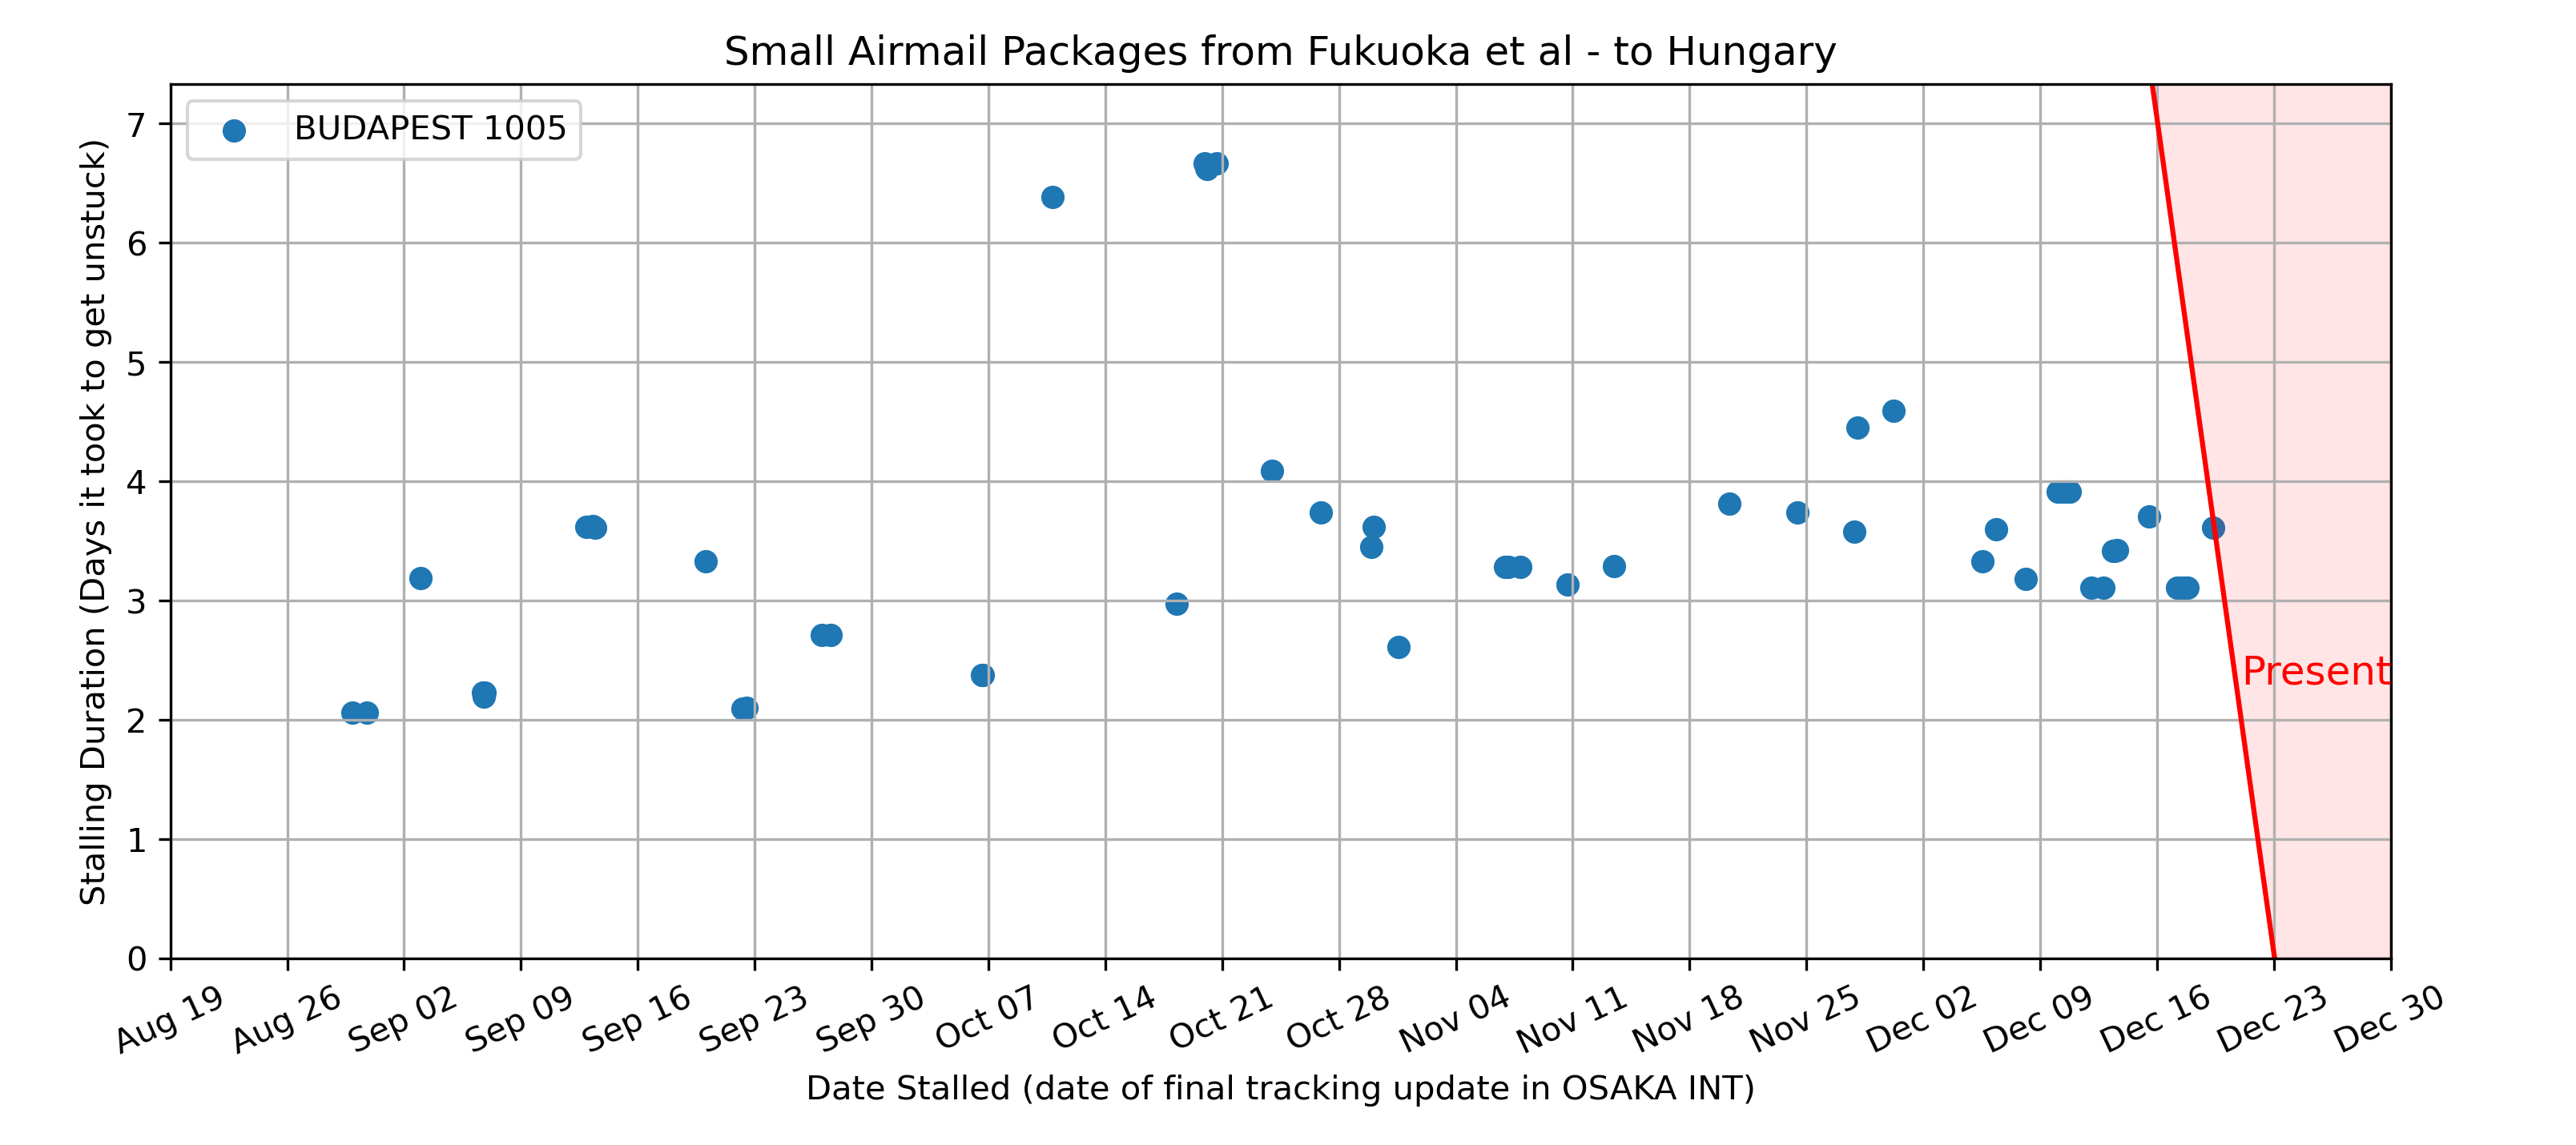 Small Airmail Packages from Fukuoka et al - to Hungary
BUDAPEST 1005
Stalling Duration (Days it took to get unstuck)
7
6
5
4
3
2
1
0
Present
Aug 19
Aug 26
Sep 02
Sep 09
Sep 16
Sep 23
Sep 30
Oct 07
Oct 14
Oct 21
Oct 28
Nov 04
Nov 11
Nov 18
Nov 25
Dec 02
Dec 09
Dec 16
Dec 23
Dec 30
Date Stalled (date of final tracking update in OSAKA INT)